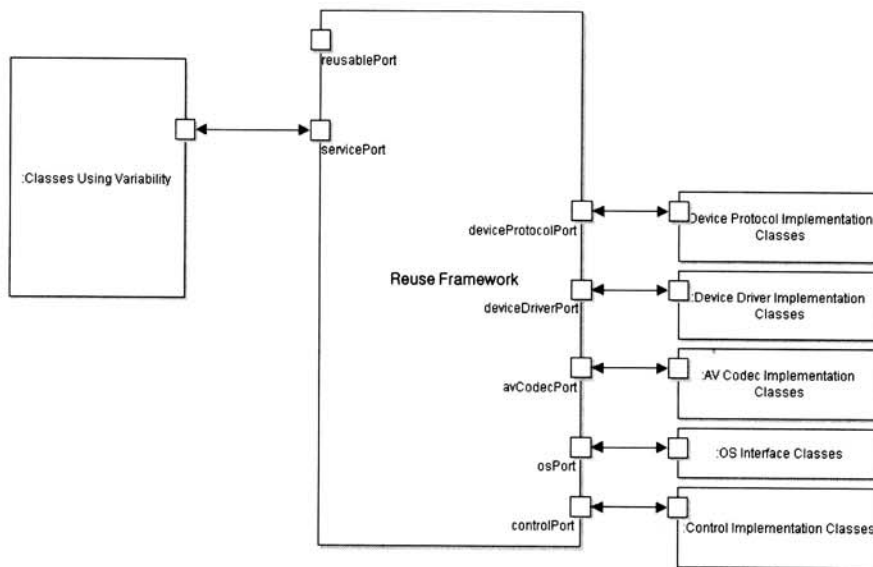 reusablePort
servicePort
:Classes Using Variability
deviceProtocolPort
:Device Protocol Implementation
Classes
Reuse Framework
deviceDriverPort
:Device Driver Implementation
Classes
avCodecPort
:AV Codec Implementation
Classes
osPort
:OS Interface Classes
controlPort
:Control Implementation Classes